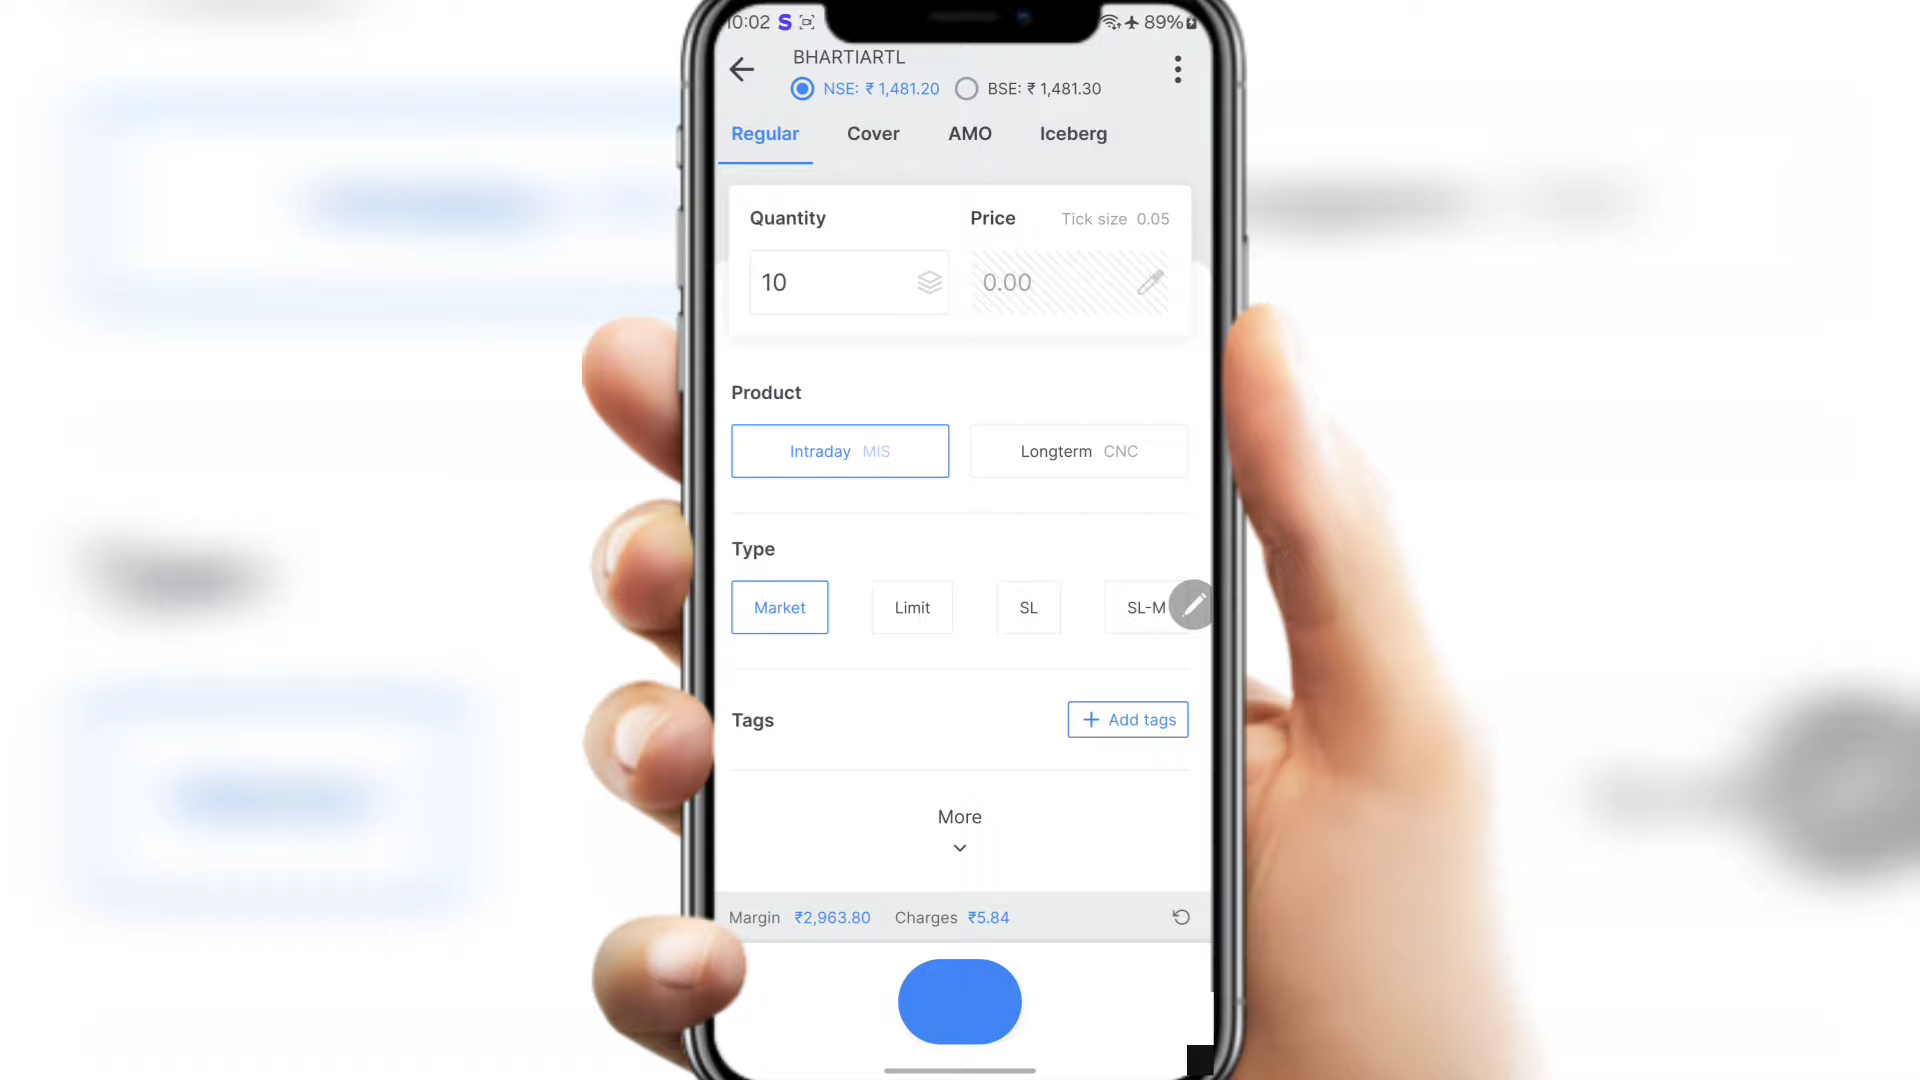 10:02 S 89%
BHARTIARTL
NSE: ₹ 1,481.20 BSE: ₹ 1,481.30
Regular Cover AMO Iceberg
Quantity Price Tick size 0.05
10 0.00
Product
Intraday MIS Longterm CNC
Type
Market Limit SL SL-M
Tags + Add tags
More
Margin ₹2,963.80 Charges ₹5.84